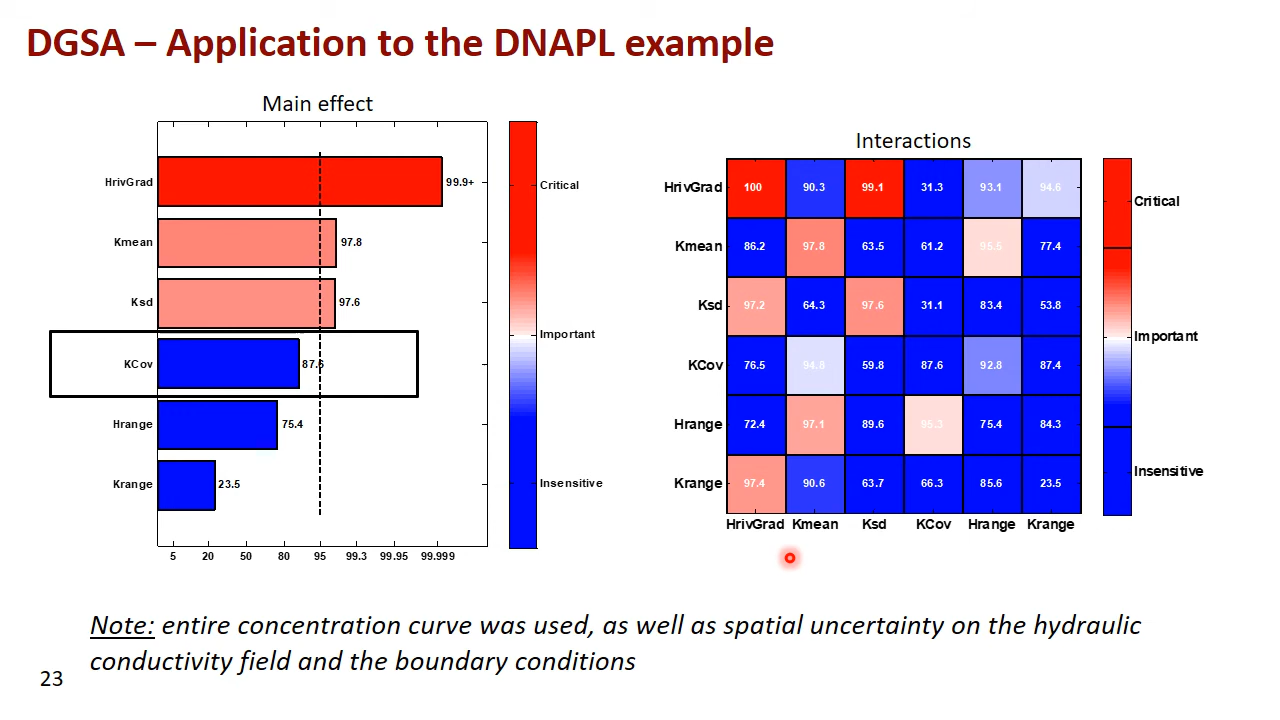 DGSA – Application to the DNAPL example
Main effect
HrivGrad
99.9+
Kmean
97.8
Ksd
97.6
KCov
87.6
Hrange
75.4
Krange
23.5
5 20 50 80 95 99.3 99.95 99.999
Critical
Important
Insensitive
Interactions
HrivGrad 100 90.3 99.1 31.3 93.1 94.6
Kmean 86.2 97.8 63.5 61.2 95.5 77.4
Ksd 97.2 64.3 97.6 31.1 83.4 53.8
KCov 76.5 94.8 59.8 87.6 92.8 87.4
Hrange 72.4 97.1 89.6 95.3 75.4 84.3
Krange 97.4 90.6 63.7 66.3 85.6 23.5
HrivGrad Kmean Ksd KCov Hrange Krange
Critical
Important
Insensitive
Note: entire concentration curve was used, as well as spatial uncertainty on the hydraulic
conductivity field and the boundary conditions
23